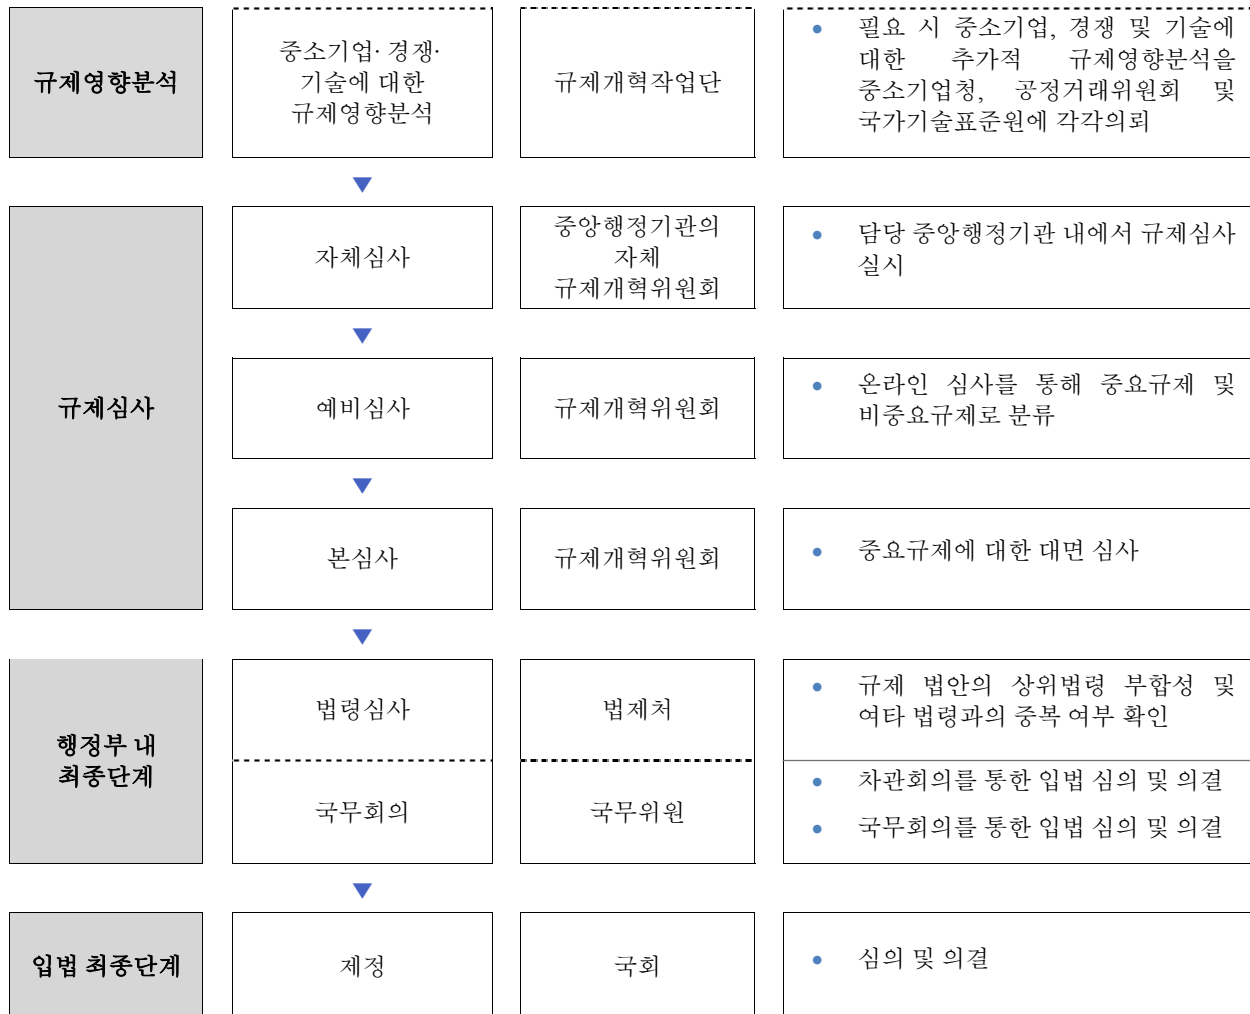 규제영향분석
중소기업· 경쟁·
기술에 대한
규제영향분석
규제개혁작업단
• 필요 시 중소기업, 경쟁 및 기술에
대한 추가적 규제영향분석을
중소기업청, 공정거래위원회 및
국가기술표준원에 각각의뢰
▼
규제심사
자체심사
중앙행정기관의
자체
규제개혁위원회
• 담당 중앙행정기관 내에서 규제심사
실시
▼
예비심사
규제개혁위원회
• 온라인 심사를 통해 중요규제 및
비중요규제로 분류
▼
본심사
규제개혁위원회
• 중요규제에 대한 대면 심사
▼
행정부 내
최종단계
법령심사
법제처
• 규제 법안의 상위법령 부합성 및
여타 법령과의 중복 여부 확인
국무회의
국무위원
• 차관회의를 통한 입법 심의 및 의결
• 국무회의를 통한 입법 심의 및 의결
▼
입법 최종단계
제정
국회
• 심의 및 의결